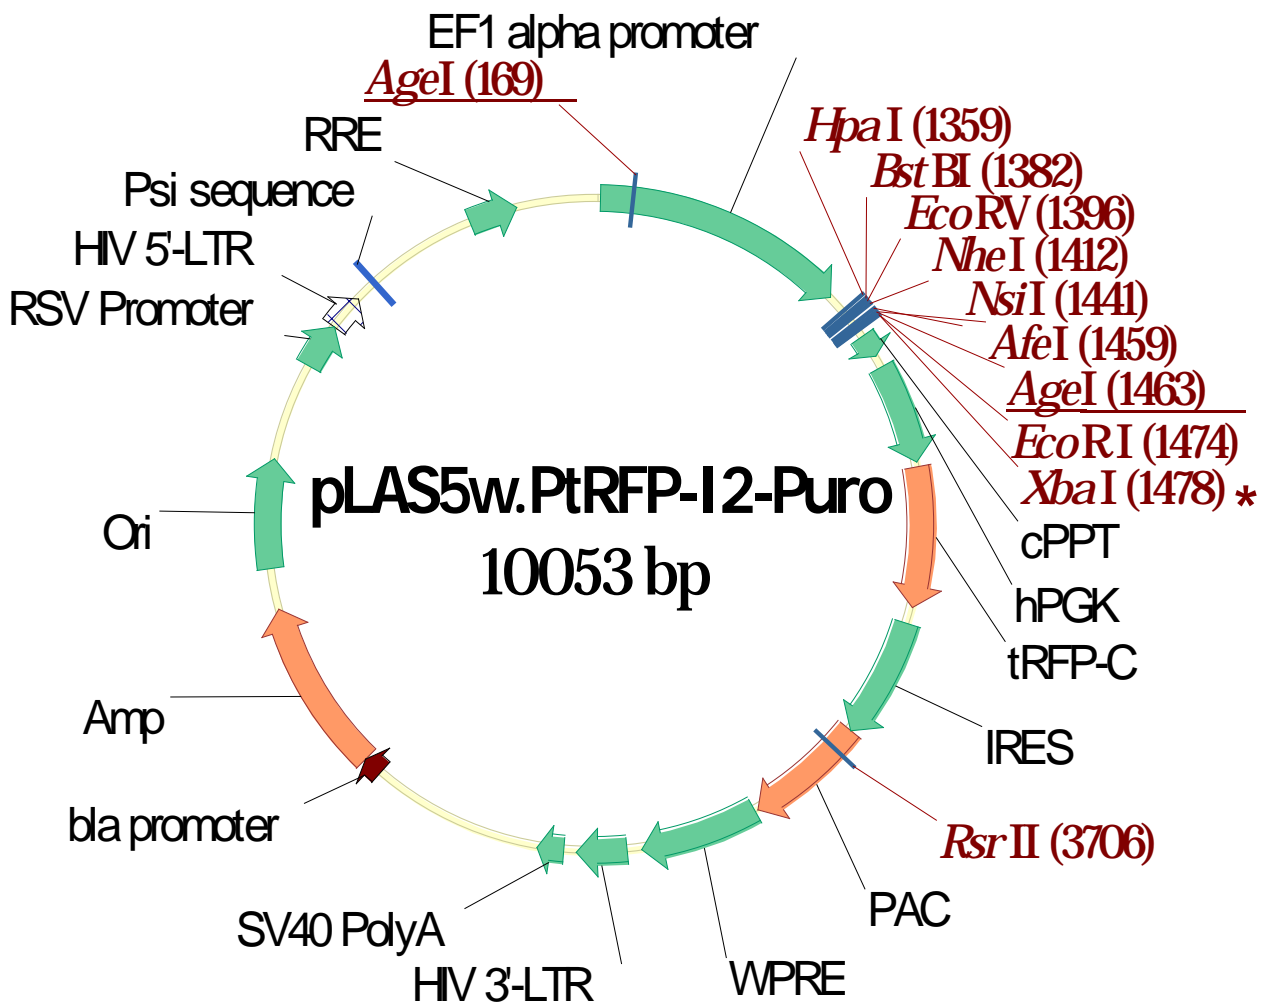 EF1 alpha promoter
AgeI (169)
RRE
Psi sequence
HIV 5'-LTR
RSV Promoter
HpaI (1359)
BstBI (1382)
EcoRV (1396)
NheI (1412)
NsiI (1441)
AfeI (1459)
AgeI (1463)
EcoRI (1474)
XbaI (1478) *
cPPT
hPGK
tRFP-C
IRES
RsrII (3706)
PAC
WPRE
HIV 3'-LTR
SV40 PolyA
bla promoter
Amp
Ori
pLAS5w.PtRFP-I2-Puro
10053 bp